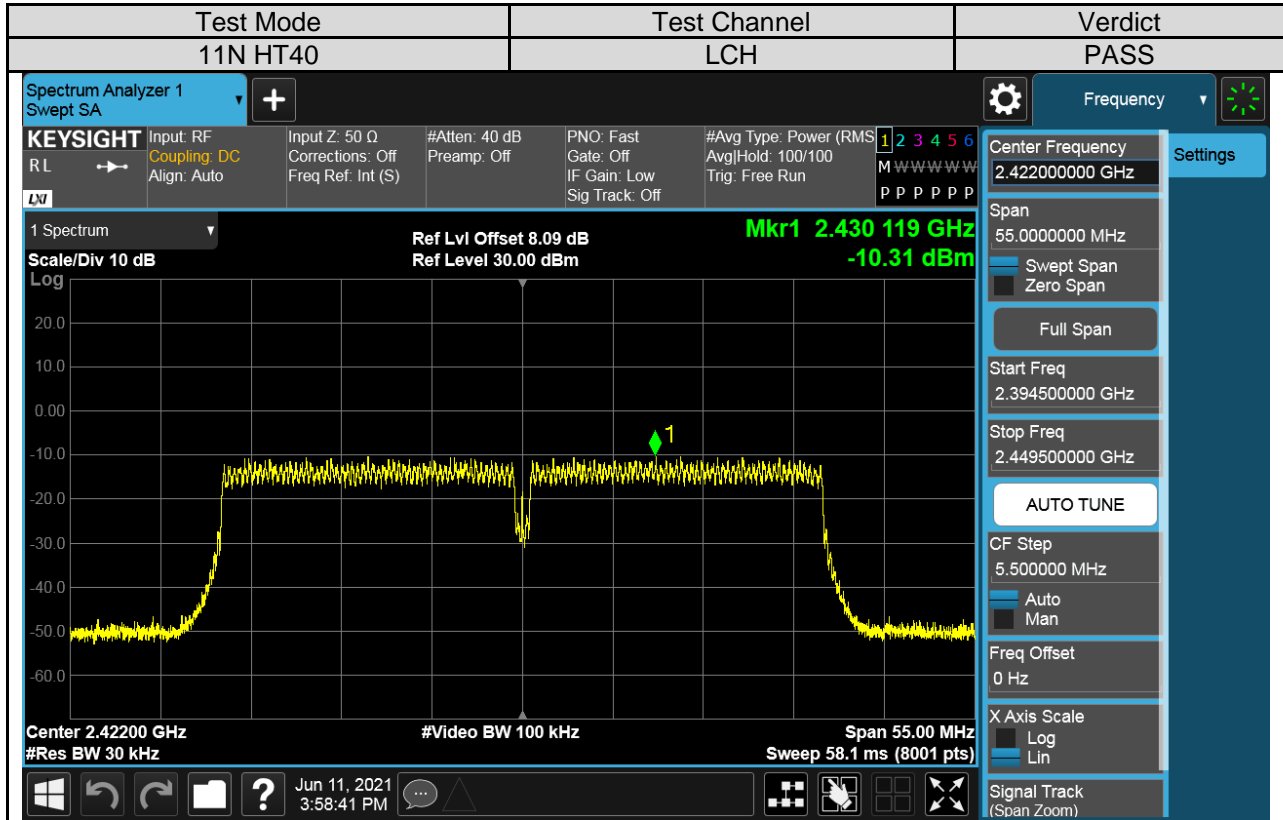 Test Mode Test Channel Verdict
11N HT40 LCH PASS
Spectrum Analyzer 1
Swept SA
+
Frequency
KEYSIGHT
R L
LXI
Input: RF
Coupling: DC
Align: Auto
Input Z: 50 Ω
Corrections: Off
Freq Ref: Int (S)
#Atten: 40 dB
Preamp: Off
PNO: Fast
Gate: Off
IF Gain: Low
Sig Track: Off
#Avg Type: Power (RMS
Avg|Hold: 100/100
Trig: Free Run
1 2 3 4 5 6
M W W W W W
P P P P P P
1 Spectrum
Scale/Div 10 dB
Log
Ref Lvl Offset 8.09 dB
Ref Level 30.00 dBm
Mkr1 2.430 119 GHz
-10.31 dBm
20.0
10.0
0.00
-10.0
-20.0
-30.0
-40.0
-50.0
-60.0
1
Center 2.42200 GHz
#Res BW 30 kHz
#Video BW 100 kHz
Span 55.00 MHz
Sweep 58.1 ms (8001 pts)
Center Frequency
2.422000000 GHz
Settings
Span
55.0000000 MHz
Swept Span
Zero Span
Full Span
Start Freq
2.394500000 GHz
Stop Freq
2.449500000 GHz
AUTO TUNE
CF Step
5.500000 MHz
Auto
Man
Freq Offset
0 Hz
X Axis Scale
Log
Lin
Signal Track
(Span Zoom)
?
Jun 11, 2021
3:58:41 PM